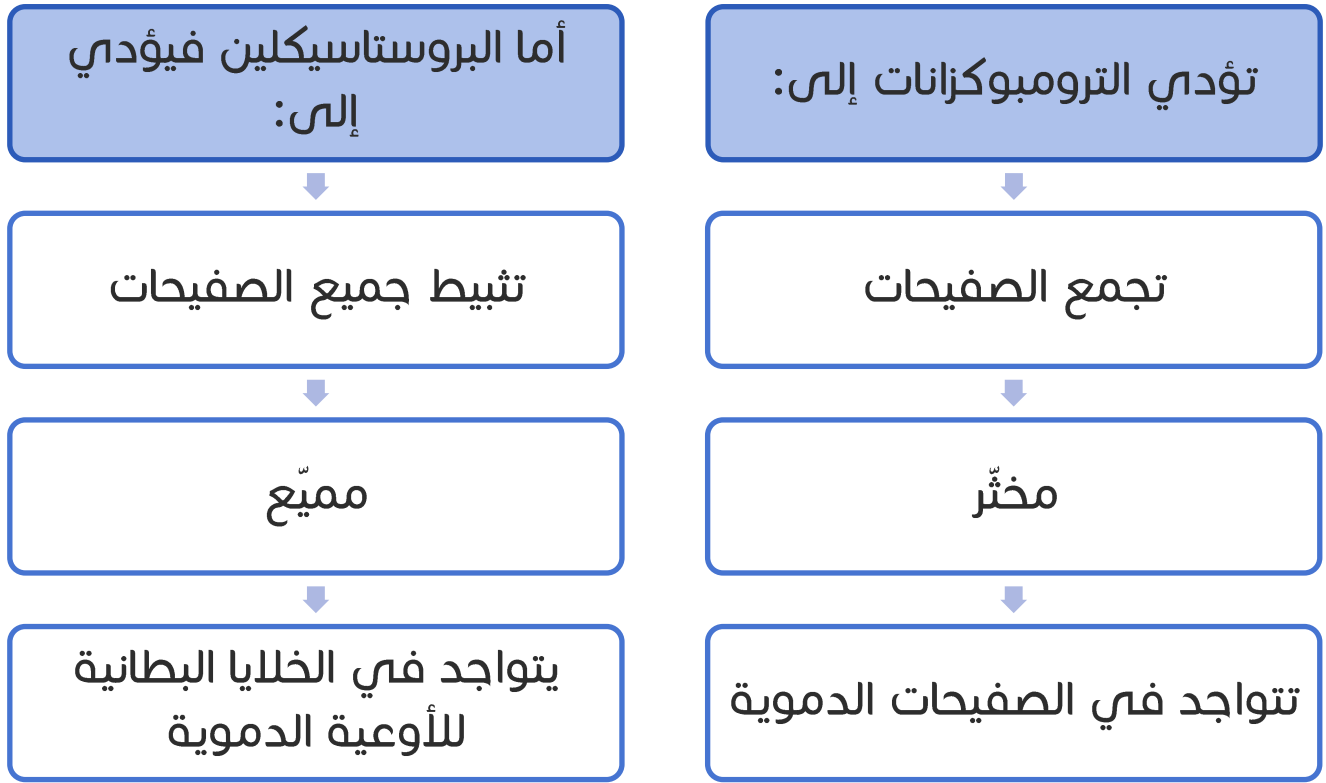 تؤدي الترومبوكزانات إلى:
تجمع الصفيحات
مخثّر
تتواجد في الصفيحات الدموية
أما البروستاسيكلين فيؤدي
إلى:
تثبيط جميع الصفيحات
مميّع
يتواجد في الخلايا البطانية
للأوعية الدموية